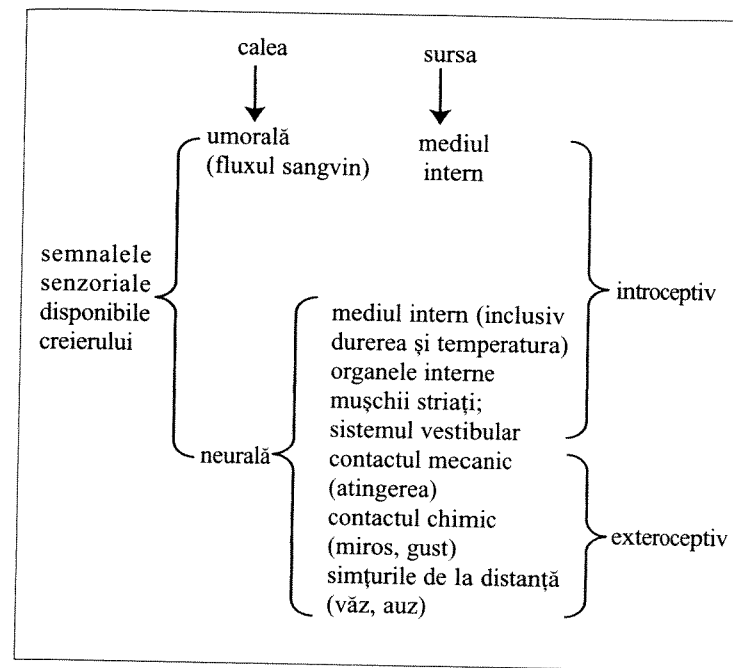 calea
sursa
umorală
(fluxul sangvin)
mediul
intern
semnalele
senzoriale
disponibile
creierului
introceptiv
neurală
mediul intern (inclusiv
durerea și temperatura)
organele interne
mușchii striați;
sistemul vestibular
contactul mecanic
(atingerea)
contactul chimic
(miros, gust)
simțurile de la distanță
(văz, auz)
exteroceptiv